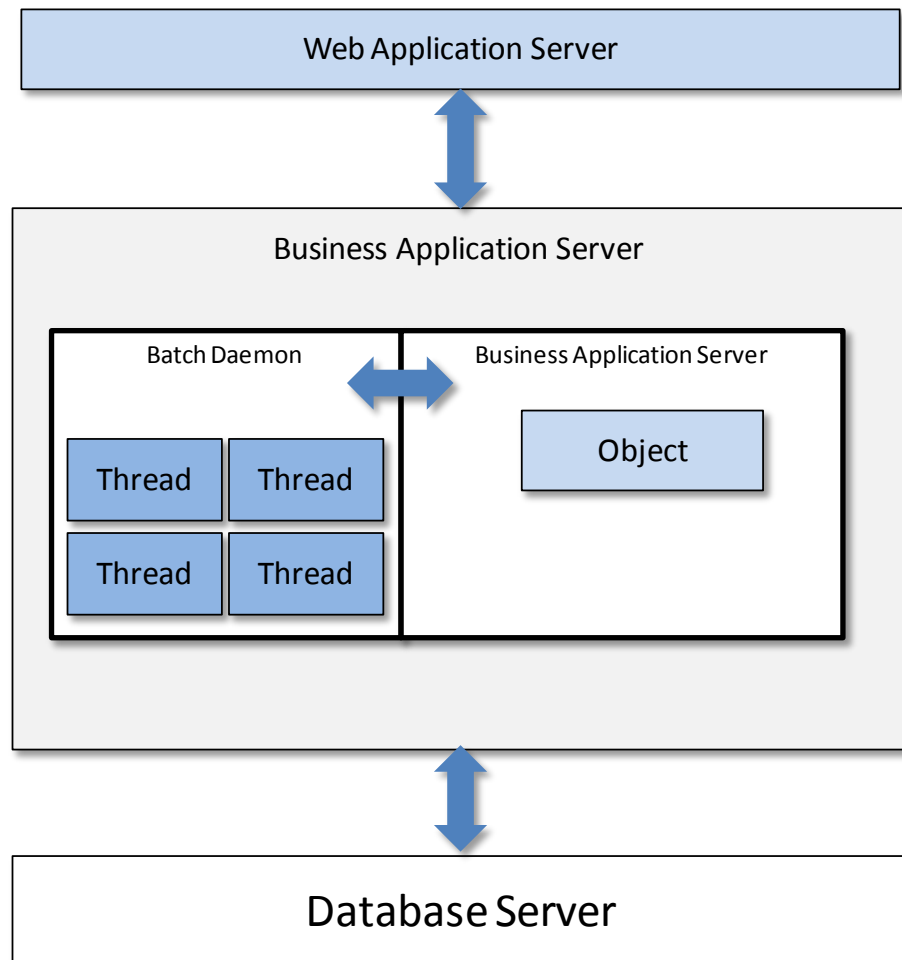 Web Application Server
Business Application Server
Batch Daemon
Business Application Server
Object
Thread
Thread
Thread
Thread
Database Server